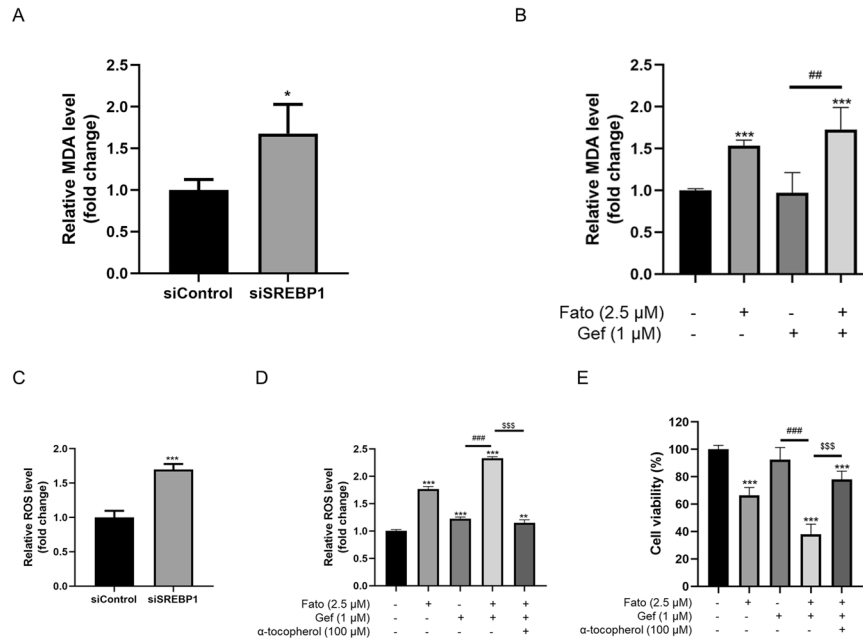 A
Relative MDA level
(fold change)
2.5
2.0
1.5
1.0
0.5
0.0
*
siControl siSREBP1
B
Relative MDA level
(fold change)
2.5
2.0
1.5
1.0
0.5
0.0
##
*** ***
Fato (2.5 µM) - + - +
Gef (1 µM) - - + +
C
Relative ROS level
(fold change)
2.0
1.5
1.0
0.5
0.0
***
siControl siSREBP1
D
Relative ROS level
(fold change)
2.5
2.0
1.5
1.0
0.5
0.0
### $$$
*** *** *** **
Fato (2.5 µM) - + - + +
Gef (1 µM) - - + + +
α-tocopherol (100 µM) - - - - +
E
Cell viability (%)
120
100
80
60
40
20
0
### $$$
*** *** ***
Fato (2.5 µM) - + - + +
Gef (1 µM) - - + + +
α-tocopherol (100 µM) - - - - +